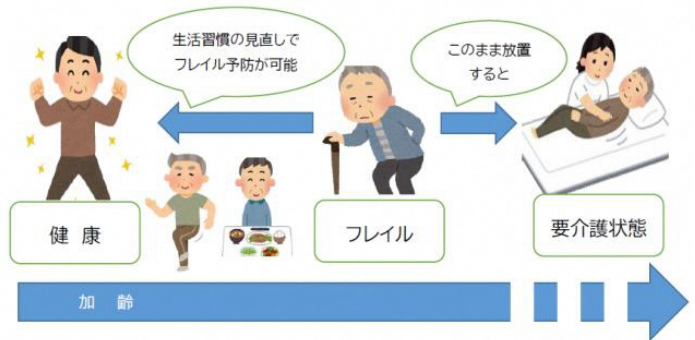 生活習慣の見直しで
フレイル予防が可能
このまま放置
すると
健 康
フレイル
要介護状態
加 齢